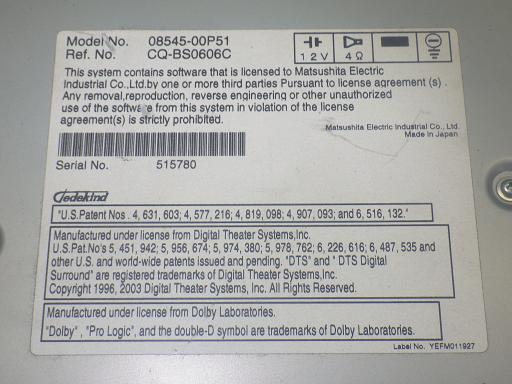 Model No. 08545-00P51
Ref. No. CQ-BS0606C
12V 4Ω
This system contains software that is licensed to Matsushita Electric
Industrial Co.,Ltd.by one or more third parties Pursuant to license agreement (s) .
Any removal,reproduction, reverse engineering or other unauthorized
use of the software from this system in violation of the license
agreement(s) is strictly prohibited.
Matsushita Electric Industrial Co., Ltd.
Made in Japan
Serial No. 515780
Jedekind
"U.S.Patent Nos . 4, 631, 603; 4, 577, 216; 4, 819, 098; 4, 907, 093; and 6, 516, 132."
Manufactured under license from Digital Theater Systems,Inc.
U.S.Pat.No's 5, 451, 942; 5, 956, 674; 5, 974, 380; 5, 978, 762; 6, 226, 616; 6, 487, 535 and
other U.S. and world-wide patents issued and pending. "DTS" and " DTS Digital
Surround" are registered trademarks of Digital Theater Systems,Inc.
Copyright 1996, 2003 Digital Theater Systems, Inc. All Rights Reserved.
Manufactured under license from Dolby Laboratories.
"Dolby" , "Pro Logic", and the double-D symbol are trademarks of Dolby Laboratories.
Label No. YEFM011927